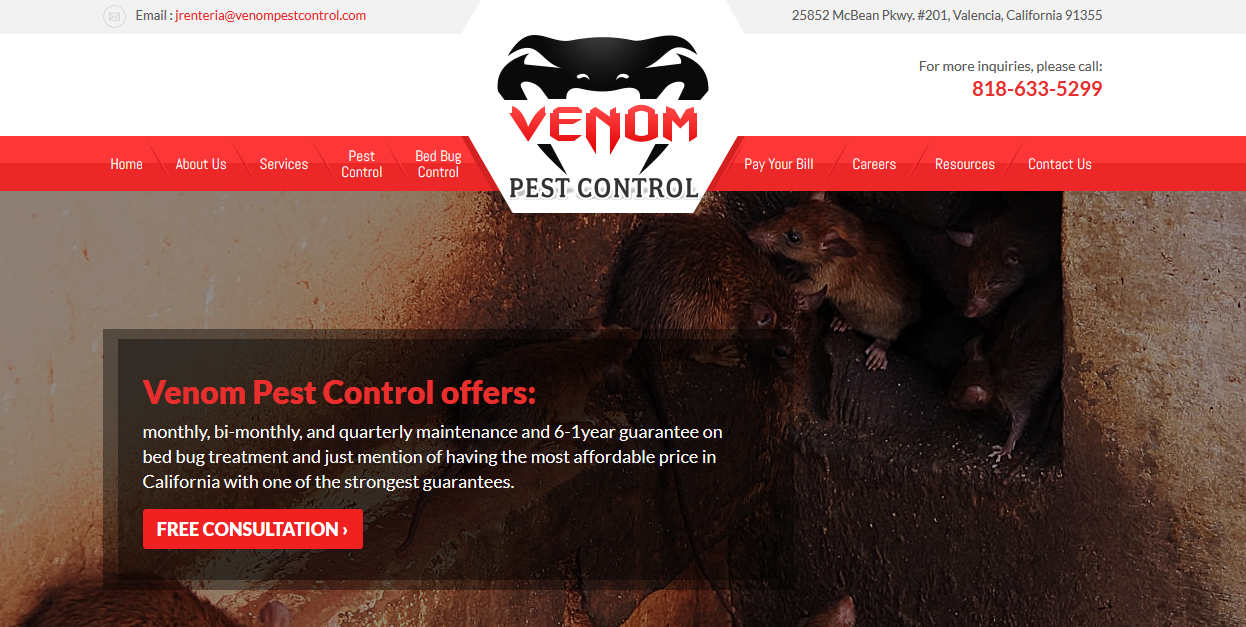 Email : jrenteria@venompestcontrol.com
25852 McBean Pkwy. #201, Valencia, California 91355
For more inquiries, please call:
818-633-5299
VENOM
PEST CONTROL
Home
About Us
Services
Pest
Control
Bed Bug
Control
Pay Your Bill
Careers
Resources
Contact Us
Venom Pest Control offers:
monthly, bi-monthly, and quarterly maintenance and 6-1year guarantee on
bed bug treatment and just mention of having the most affordable price in
California with one of the strongest guarantees.
FREE CONSULTATION ›